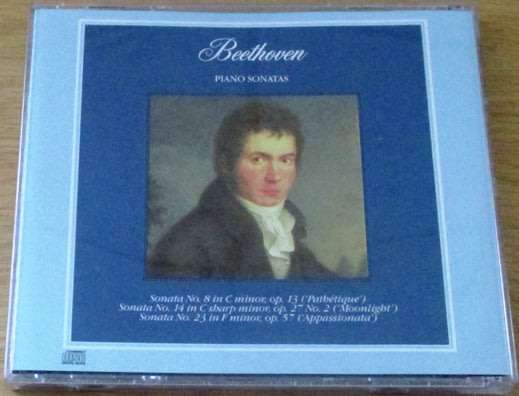 Beethoven
PIANO SONATAS
Sonata No. 8 in C minor, op. 13 ('Pathétique')
Sonata No. 14 in C-sharp minor, op. 27 No. 2 ('Moonlight')
Sonata No. 23 in F minor, op. 57 ('Appassionata')